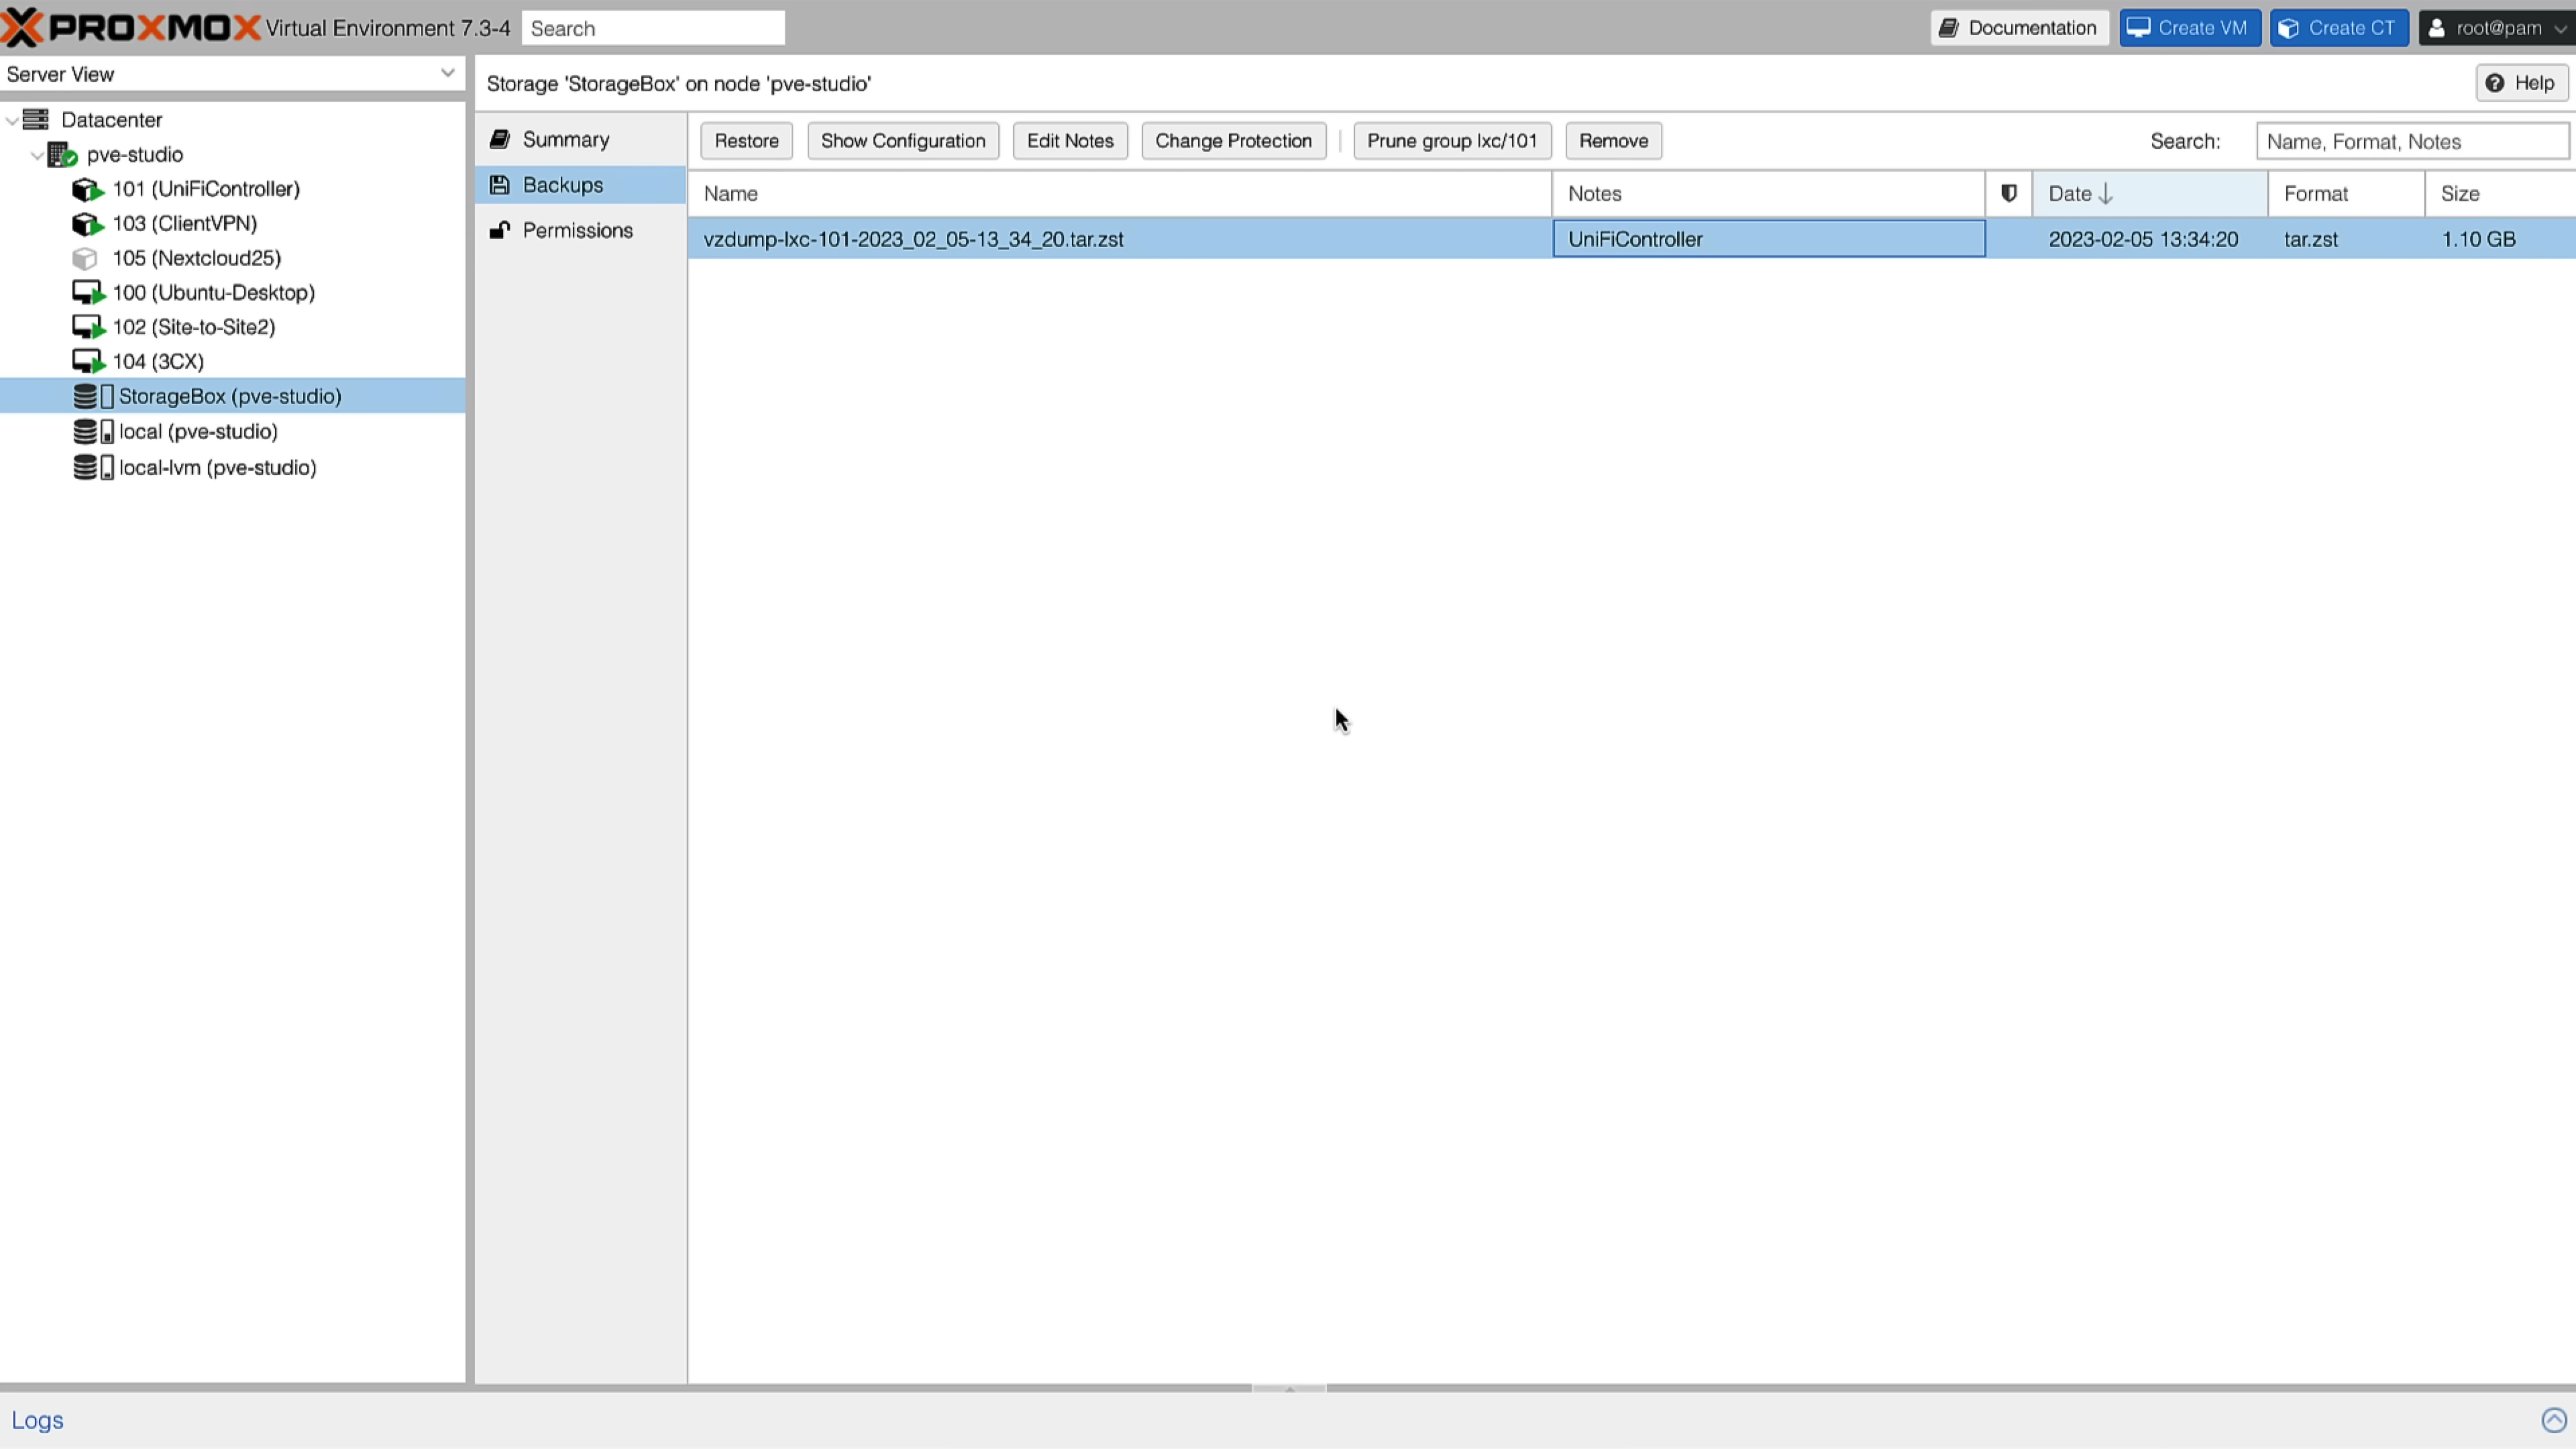 PROXMOX Virtual Environment 7.3-4 Search Documentation Create VM Create CT root@pam
Server View
Datacenter
pve-studio
101 (UniFiController)
103 (ClientVPN)
105 (Nextcloud25)
100 (Ubuntu-Desktop)
102 (Site-to-Site2)
104 (3CX)
StorageBox (pve-studio)
local (pve-studio)
local-lvm (pve-studio)
Storage 'StorageBox' on node 'pve-studio' Help
Summary
Backups
Permissions
Restore Show Configuration Edit Notes Change Protection Prune group lxc/101 Remove Search: Name, Format, Notes
Name Notes Date Format Size
vzdump-lxc-101-2023_02_05-13_34_20.tar.zst UniFiController 2023-02-05 13:34:20 tar.zst 1.10 GB
Logs